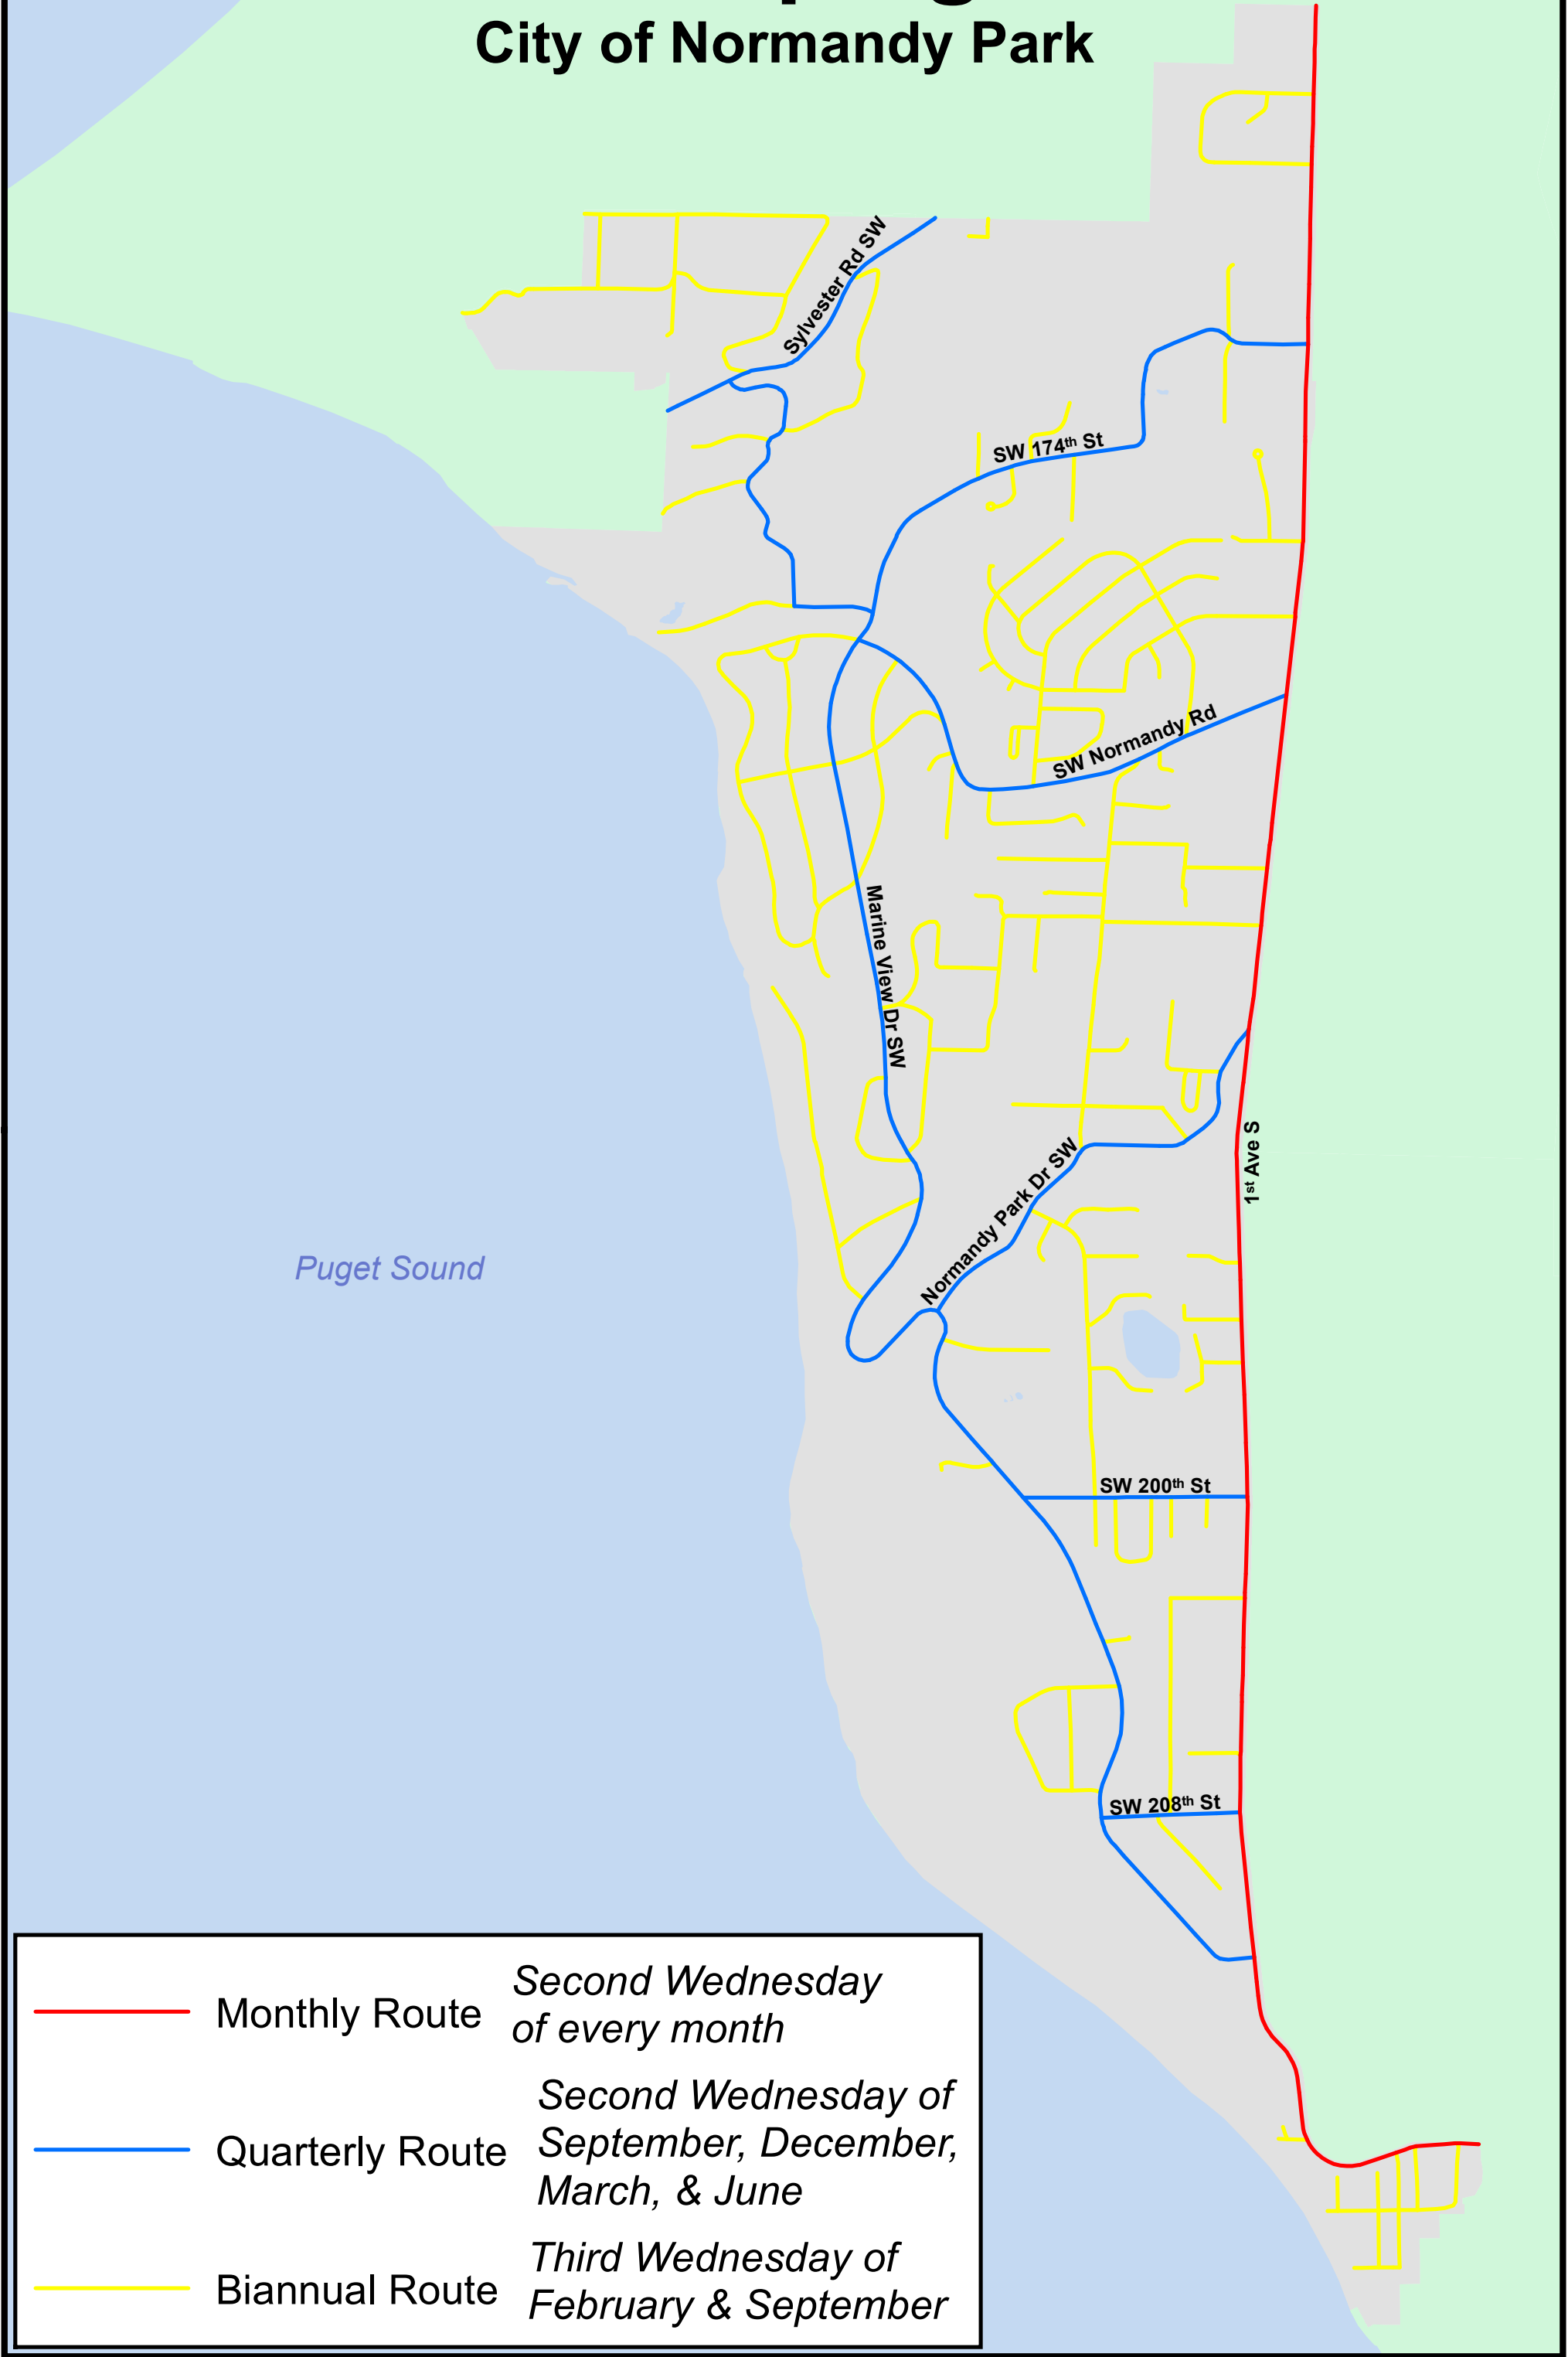 City of Normandy Park
Sylvester Rd SW
SW 174th St
SW Normandy Rd
Marine View Dr SW
1st Ave S
Normandy Park Dr SW
Puget Sound
SW 200th St
SW 208th St
Monthly Route
Second Wednesday
of every month
Quarterly Route
Second Wednesday of
September, December,
March, & June
Biannual Route
Third Wednesday of
February & September